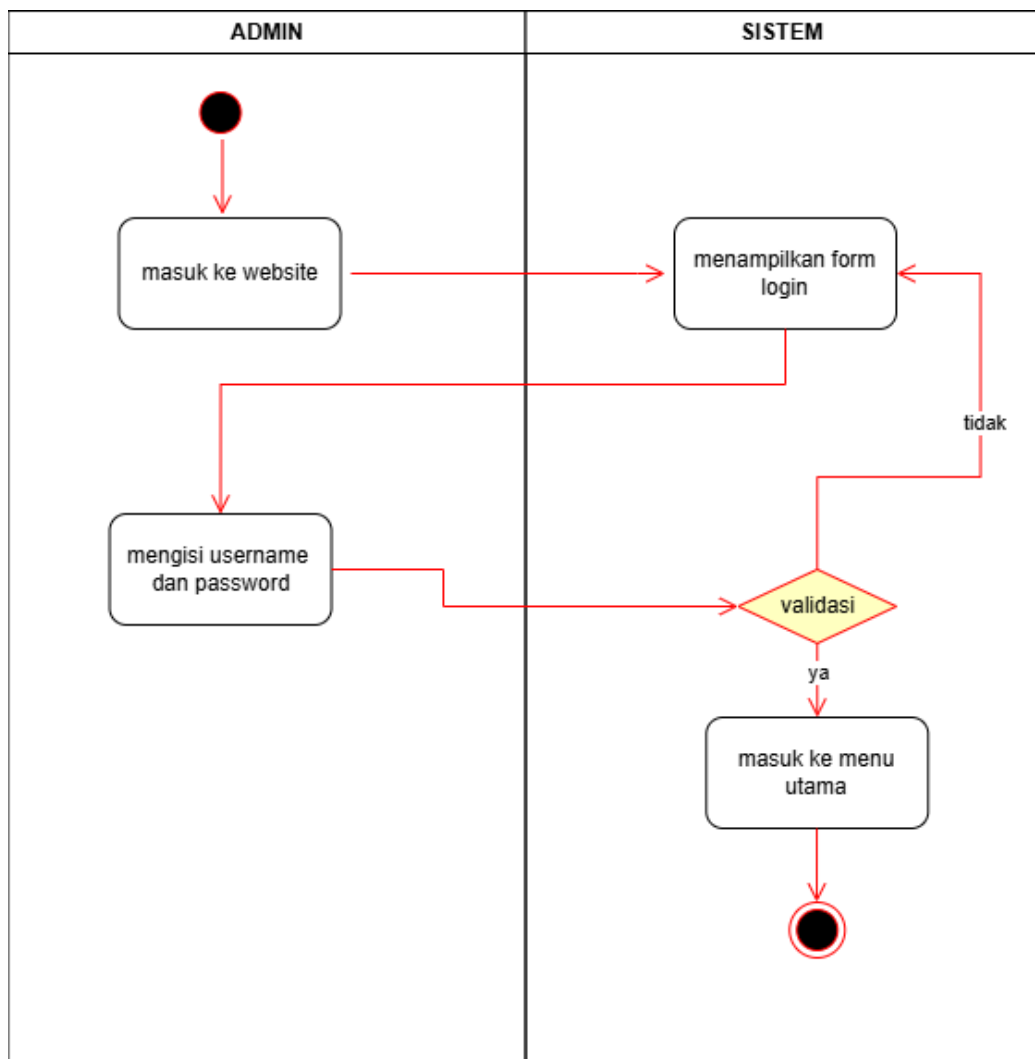 ADMIN
SISTEM
masuk ke website
menampilkan form
login
tidak
mengisi username
dan password
validasi
ya
masuk ke menu
utama